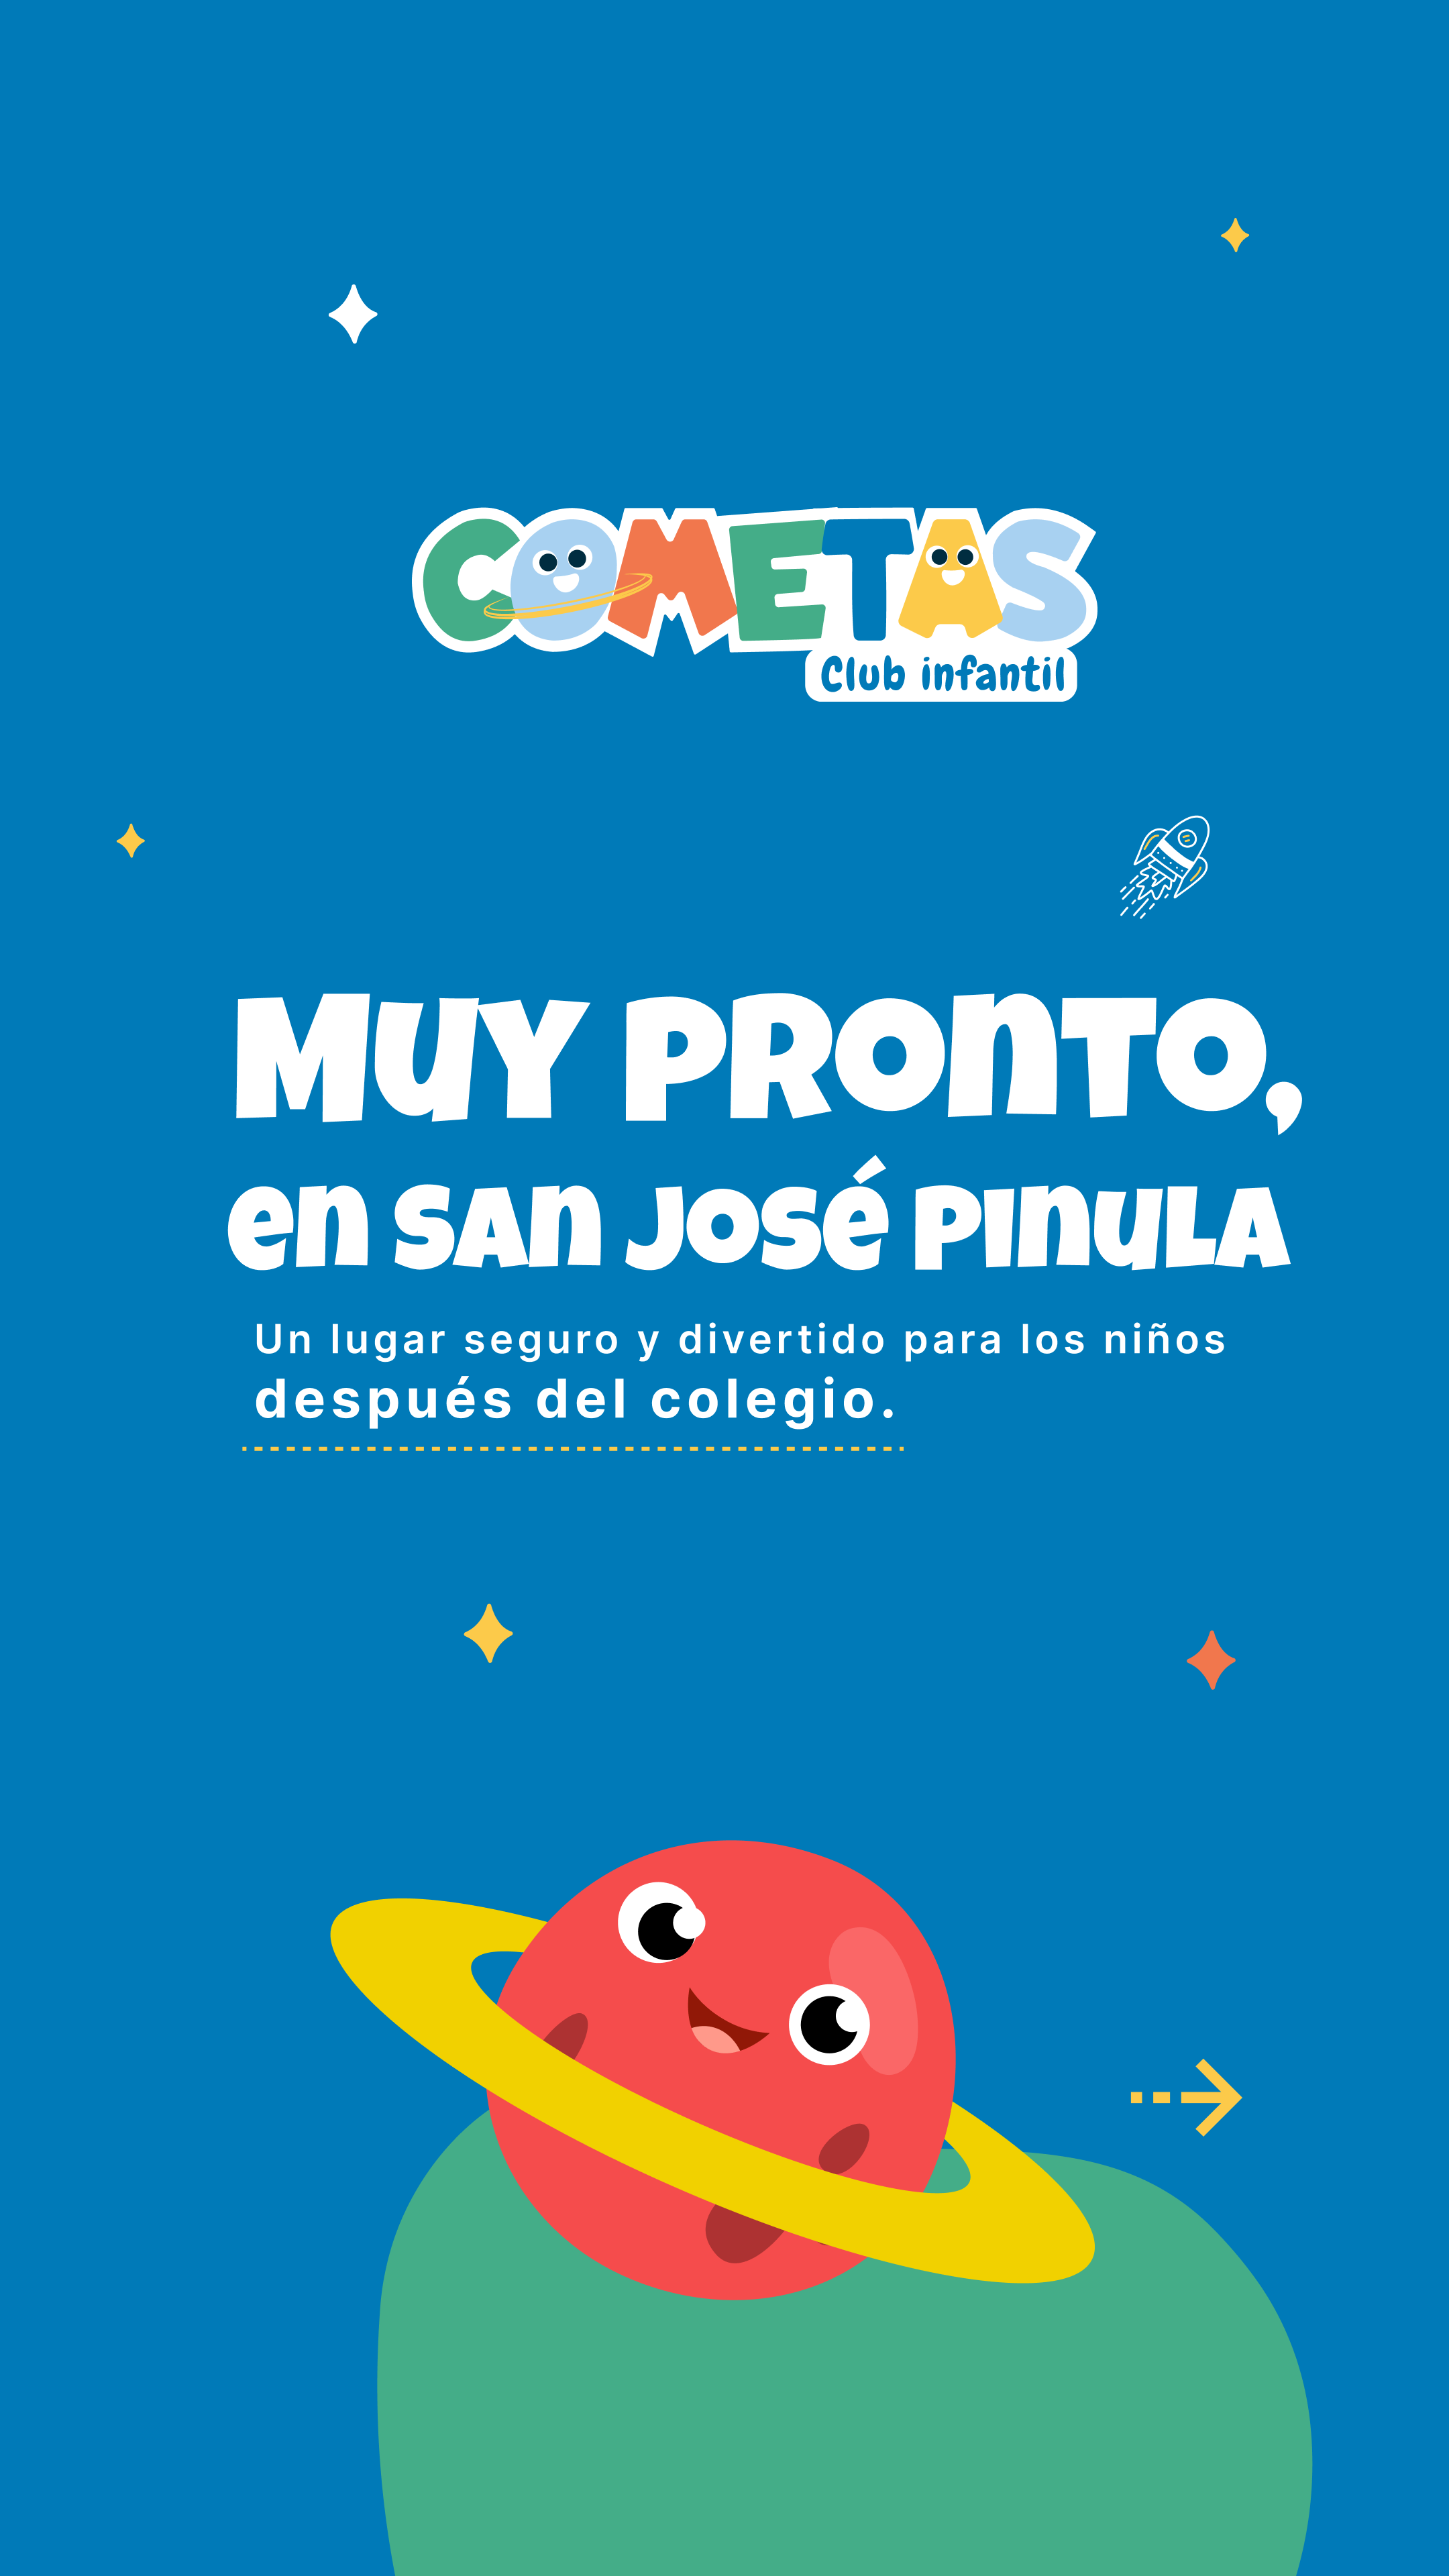 COMETAS
Club infantil
MUY PRONTO,
en SAN JOSÉ PINULA
Un lugar seguro y divertido para los niños
después del colegio.